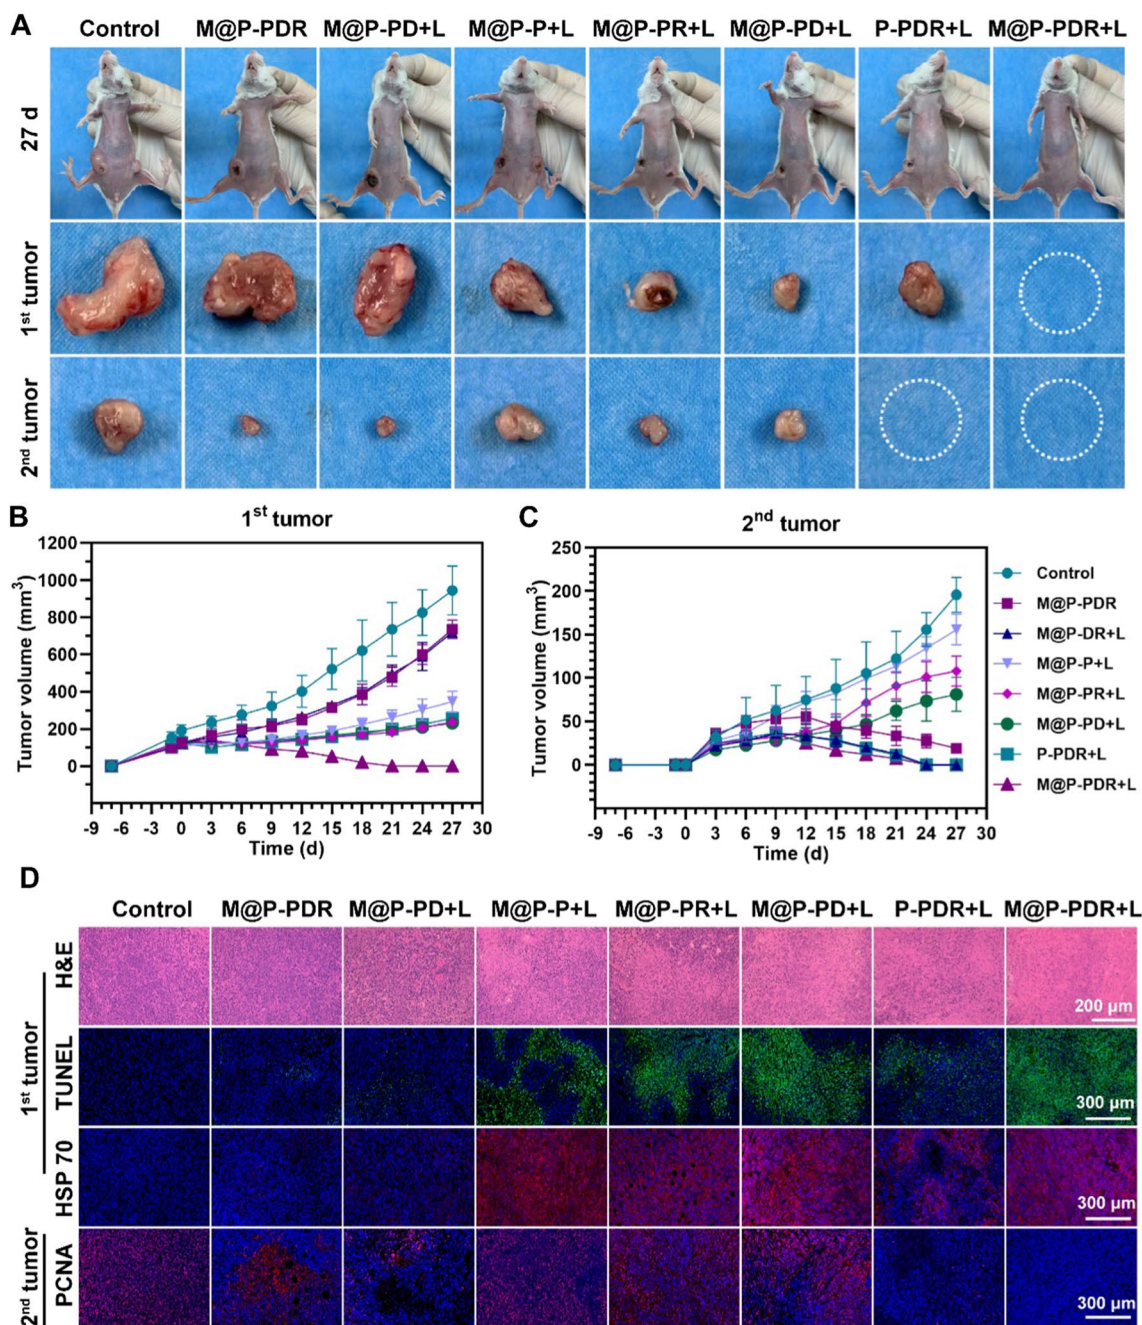 A
Control M@P-PDR M@P-PD+L M@P-P+L M@P-PR+L M@P-PD+L P-PDR+L M@P-PDR+L
27 d
1st tumor
2nd tumor
B
1st tumor
Tumor volume (mm3)
1200
1000
800
600
400
200
0
-9 -6 -3 0 3 6 9 12 15 18 21 24 27 30
Time (d)
C
2nd tumor
Tumor volume (mm3)
250
200
150
100
50
0
-9 -6 -3 0 3 6 9 12 15 18 21 24 27 30
Time (d)
Control
M@P-PDR
M@P-DR+L
M@P-P+L
M@P-PR+L
M@P-PD+L
P-PDR+L
M@P-PDR+L
D
Control M@P-PDR M@P-PD+L M@P-P+L M@P-PR+L M@P-PD+L P-PDR+L M@P-PDR+L
1st tumor
H&E
200 μm
TUNEL
300 μm
HSP 70
300 μm
2nd tumor
PCNA
300 μm